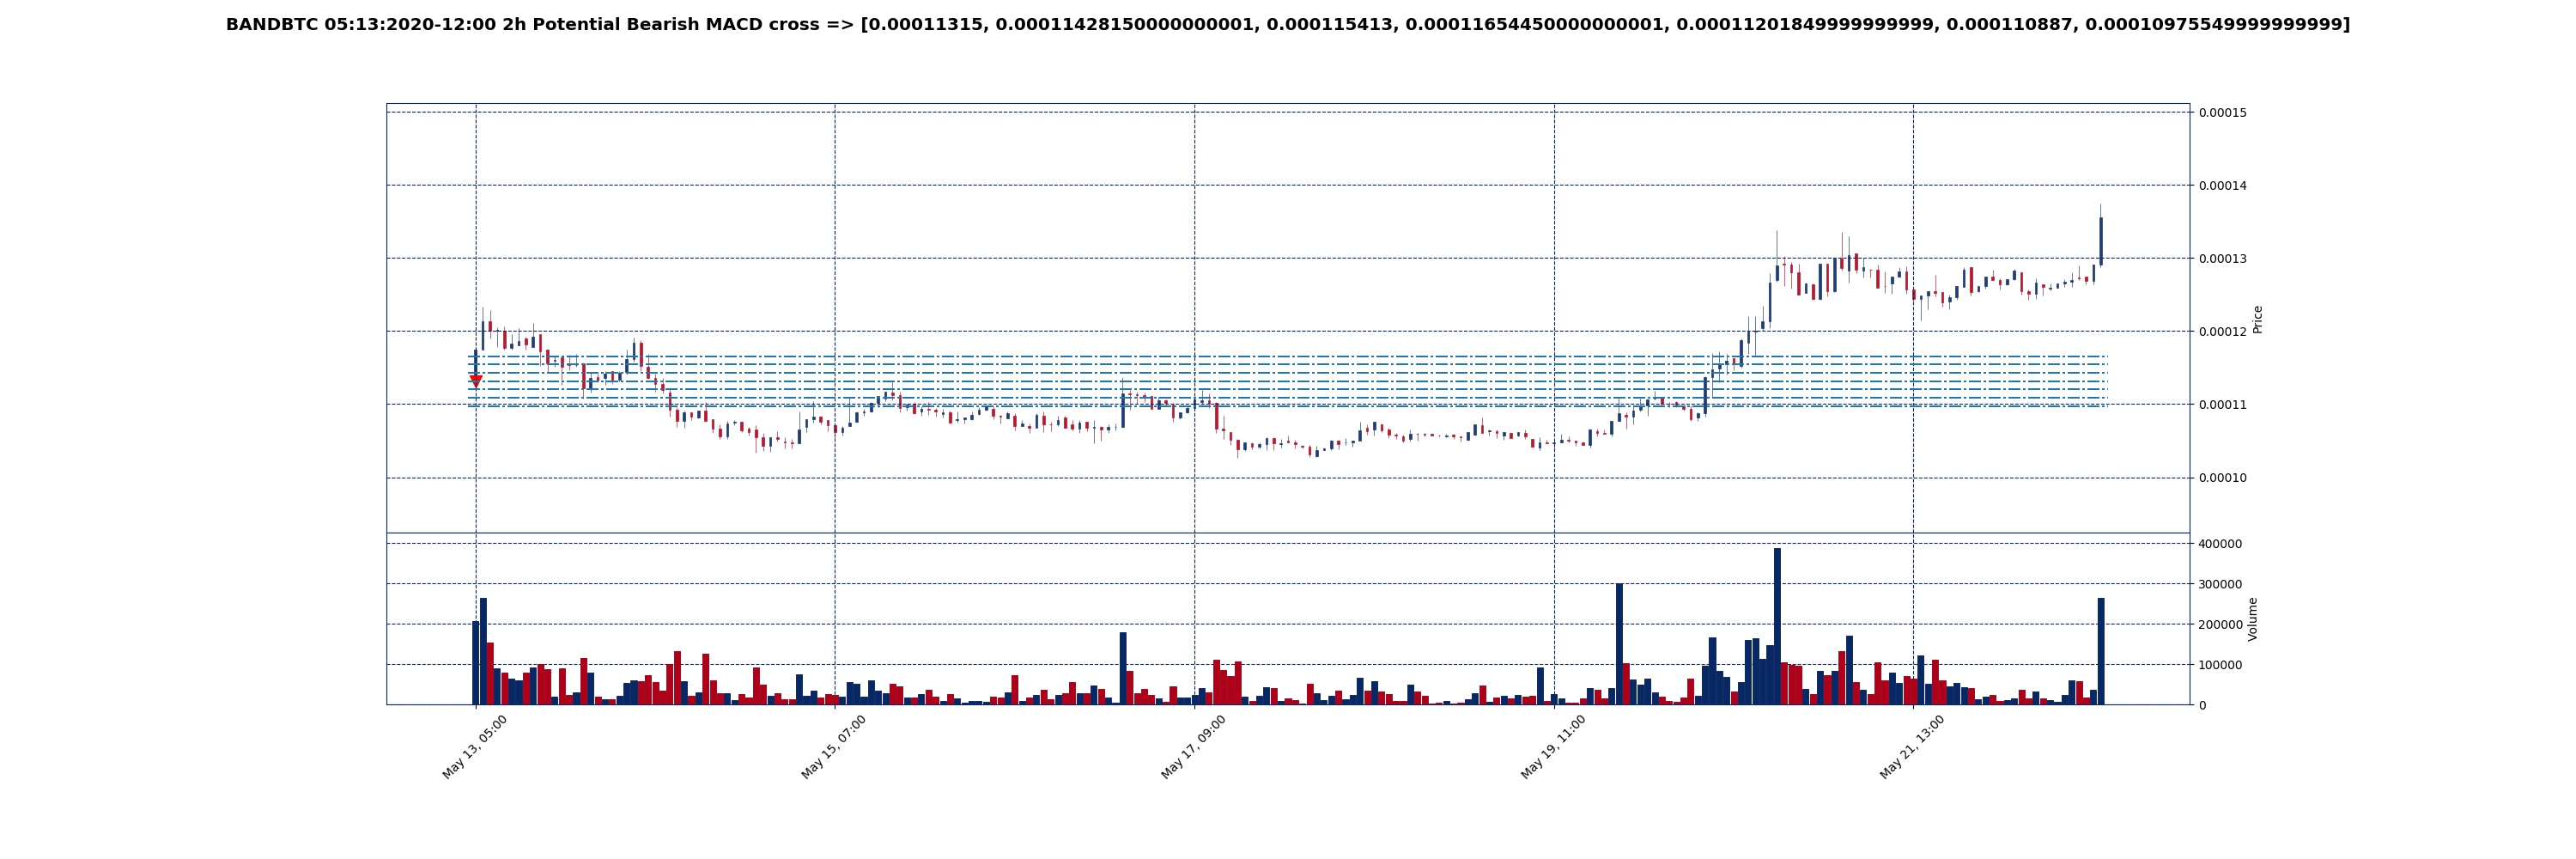 BANDBTC 05:13:2020-12:00 2h Potential Bearish MACD cross => [0.00011315, 0.00011428150000000001, 0.000115413, 0.00011654450000000001, 0.00011201849999999999, 0.000110887, 0.00010975549999999999]
0.00015
0.00014
0.00013
0.00012
0.00011
0.00010
Price
400000
300000
200000
100000
0
Volume
May 13, 05:00
May 15, 07:00
May 17, 09:00
May 19, 11:00
May 21, 13:00